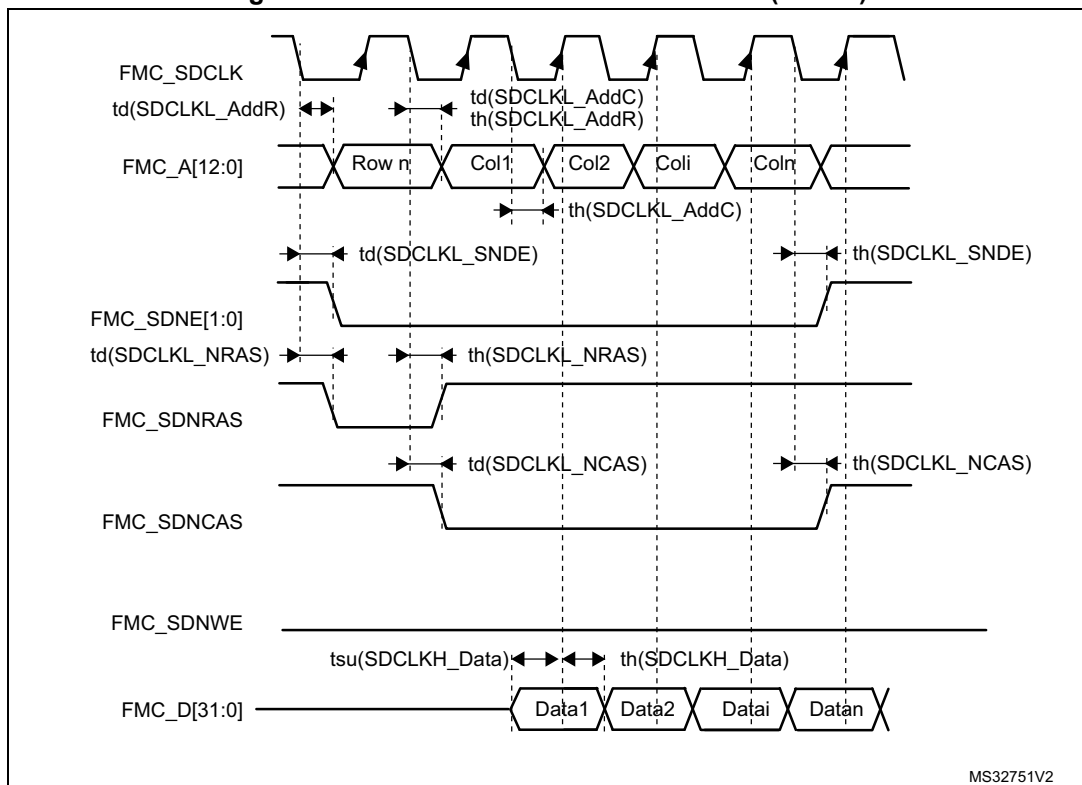 FMC_SDCLK
td(SDCLKL_AddR)
td(SDCLKL_AddC)
th(SDCLKL_AddR)
FMC_A[12:0]
Row n
Col1
Col2
Coli
Coln
th(SDCLKL_AddC)
td(SDCLKL_SNDE)
th(SDCLKL_SNDE)
FMC_SDNE[1:0]
td(SDCLKL_NRAS)
th(SDCLKL_NRAS)
FMC_SDNRAS
td(SDCLKL_NCAS)
th(SDCLKL_NCAS)
FMC_SDNCAS
FMC_SDNWE
tsu(SDCLKH_Data)
th(SDCLKH_Data)
FMC_D[31:0]
Data1
Data2
Datai
Datan
MS32751V2